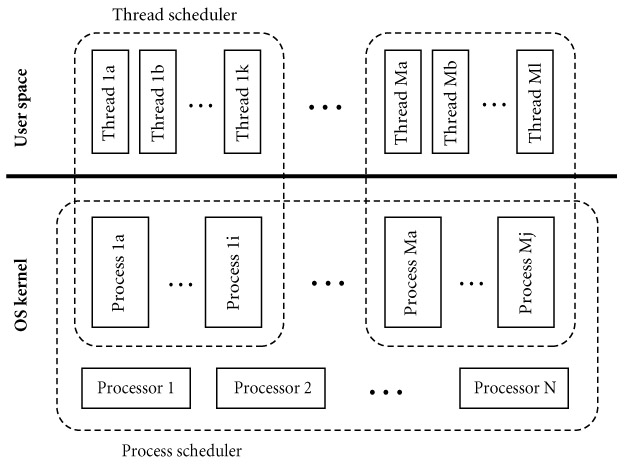 Thread scheduler
User space
Thread 1a
Thread 1b
...
Thread 1k
...
Thread Ma
Thread Mb
...
Thread Ml
OS kernel
Process 1a
...
Process 1i
...
Process Ma
...
Process Mj
Processor 1
Processor 2
...
Processor N
Process scheduler